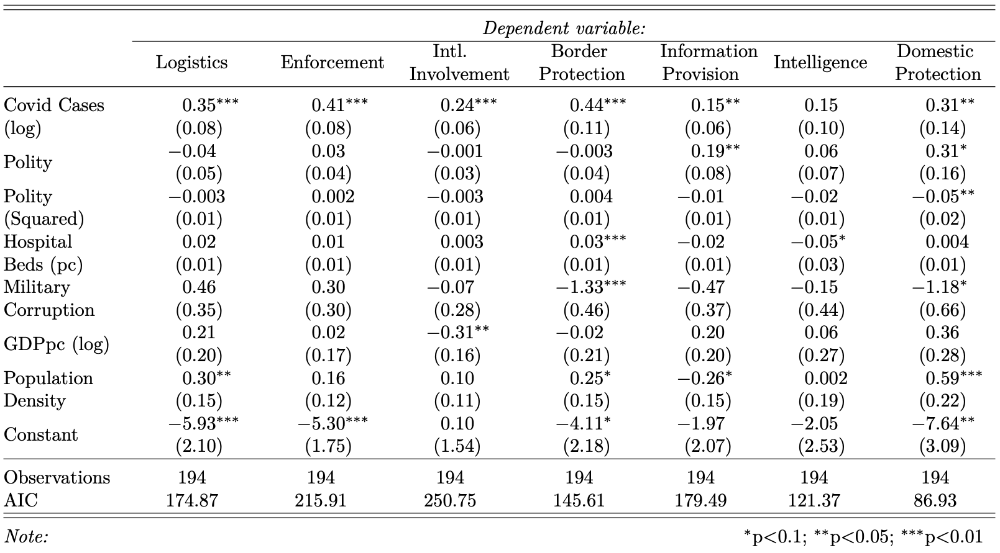 Dependent variable:
Logistics Enforcement Intl. Involvement Border Protection Information Provision Intelligence Domestic Protection
Covid Cases (log) 0.35*** 0.41*** 0.24*** 0.44*** 0.15** 0.15 0.31**
(0.08) (0.08) (0.06) (0.11) (0.06) (0.10) (0.14)
Polity −0.04 0.03 −0.001 −0.003 0.19** 0.06 0.31*
(0.05) (0.04) (0.03) (0.04) (0.08) (0.07) (0.16)
Polity (Squared) −0.003 0.002 −0.003 0.004 −0.01 −0.02 −0.05**
(0.01) (0.01) (0.01) (0.01) (0.01) (0.01) (0.02)
Hospital Beds (pc) 0.02 0.01 0.003 0.03*** −0.02 −0.05* 0.004
(0.01) (0.01) (0.01) (0.01) (0.01) (0.03) (0.01)
Military Corruption 0.46 0.30 −0.07 −1.33*** −0.47 −0.15 −1.18*
(0.35) (0.30) (0.28) (0.46) (0.37) (0.44) (0.66)
GDPpc (log) 0.21 0.02 −0.31** −0.02 0.20 0.06 0.36
(0.20) (0.17) (0.16) (0.21) (0.20) (0.27) (0.28)
Population Density 0.30** 0.16 0.10 0.25* −0.26* 0.002 0.59***
(0.15) (0.12) (0.11) (0.15) (0.15) (0.19) (0.22)
Constant −5.93*** −5.30*** 0.10 −4.11* −1.97 −2.05 −7.64**
(2.10) (1.75) (1.54) (2.18) (2.07) (2.53) (3.09)
Observations 194 194 194 194 194 194 194
AIC 174.87 215.91 250.75 145.61 179.49 121.37 86.93
Note: *p<0.1; **p<0.05; ***p<0.01